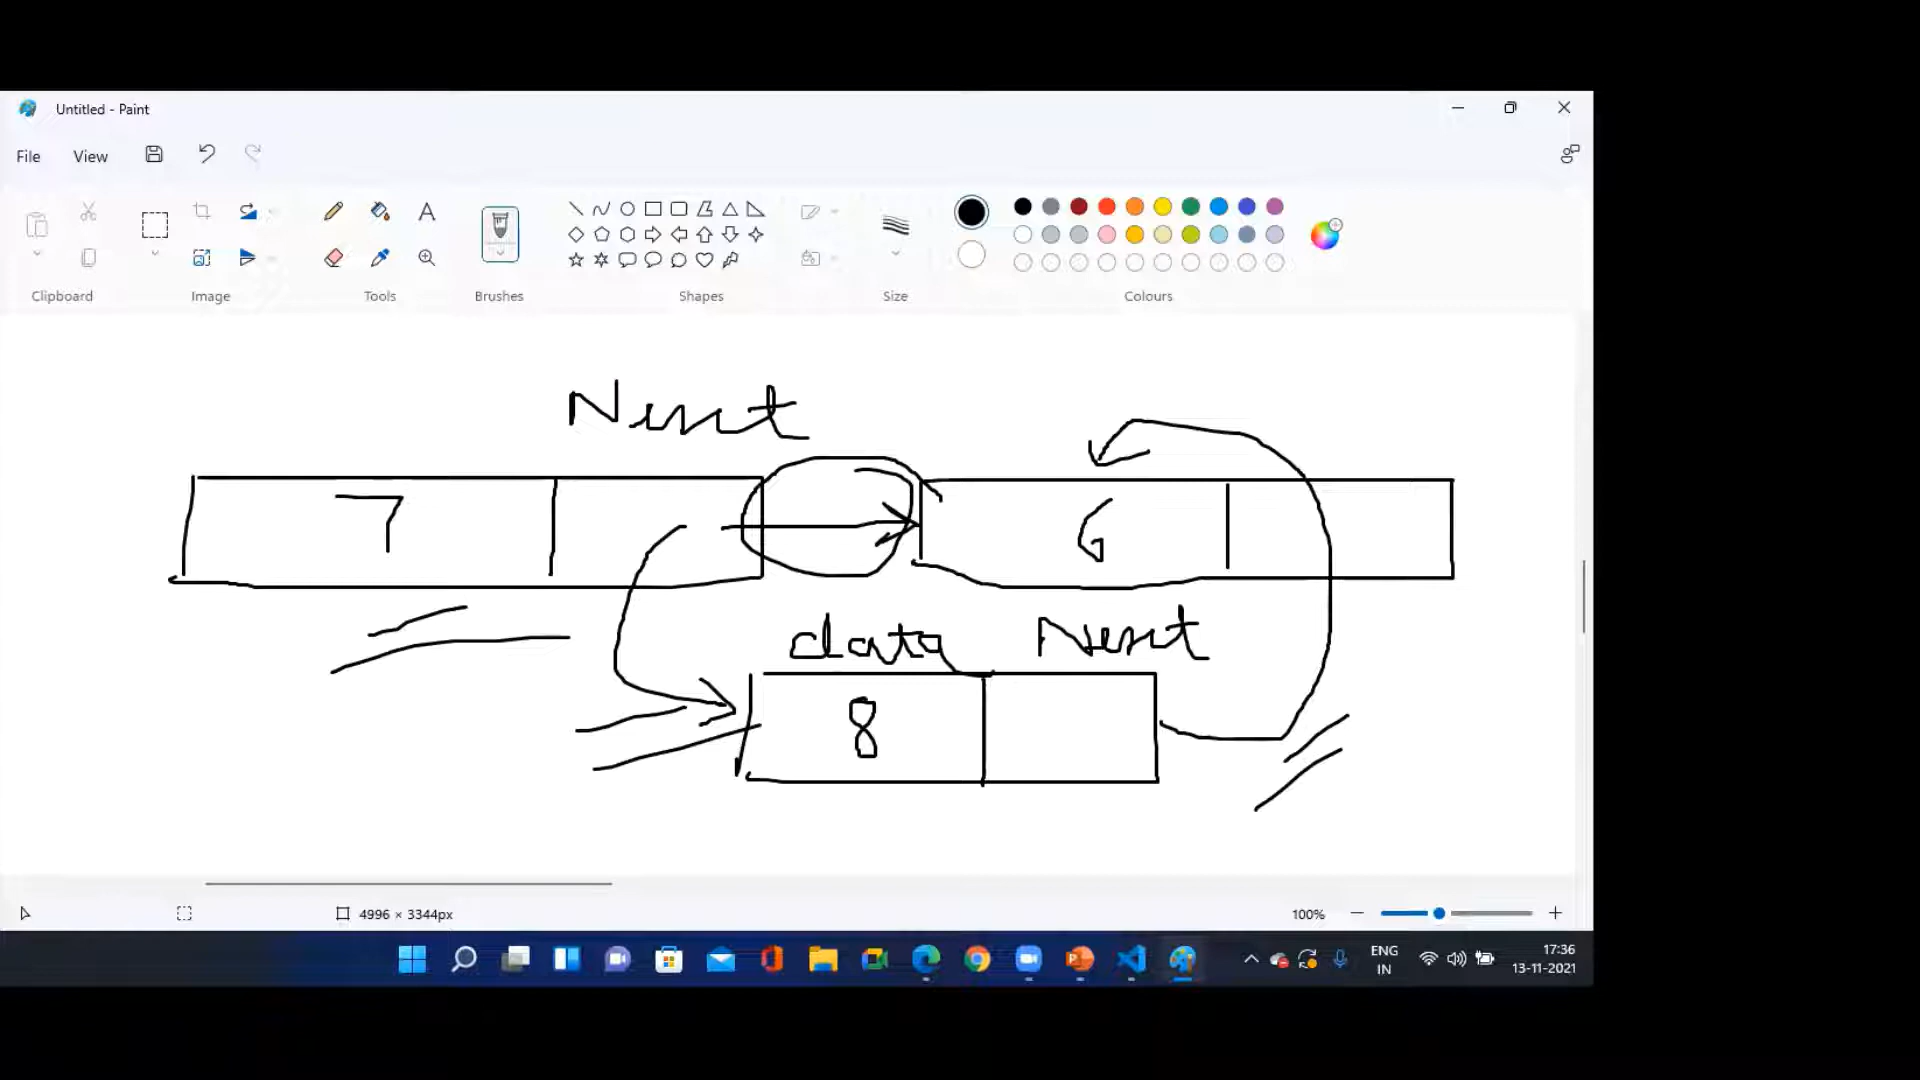 Untitled - Paint
File View
Clipboard Image Tools Brushes Shapes Size Colours
Next
7 6
data Next
8
4996 × 3344px 100%
ENG 17:36
IN 13-11-2021